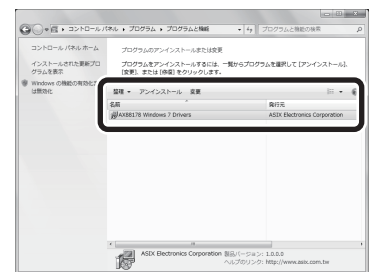 コントロール パネル ▸ プログラム ▸ プログラムと機能
プログラムと機能の検索
コントロール パネル ホーム
インストールされた更新プログラムを表示
Windows の機能の有効化
は無効化
プログラムのアンインストールまたは変更
プログラムをアンインストールするには、一覧からプログラムを選択して [アンインストール]、
[変更]、または [修復] をクリックします。
整理 ▼ アンインストール 変更
名前 発行元
AX88178 Windows 7 Drivers ASIX Electronics Corporation
ASIX Electronics Corporation 製品バージョン: 1.0.0.0
ヘルプのリンク: http://www.asix.com.tw